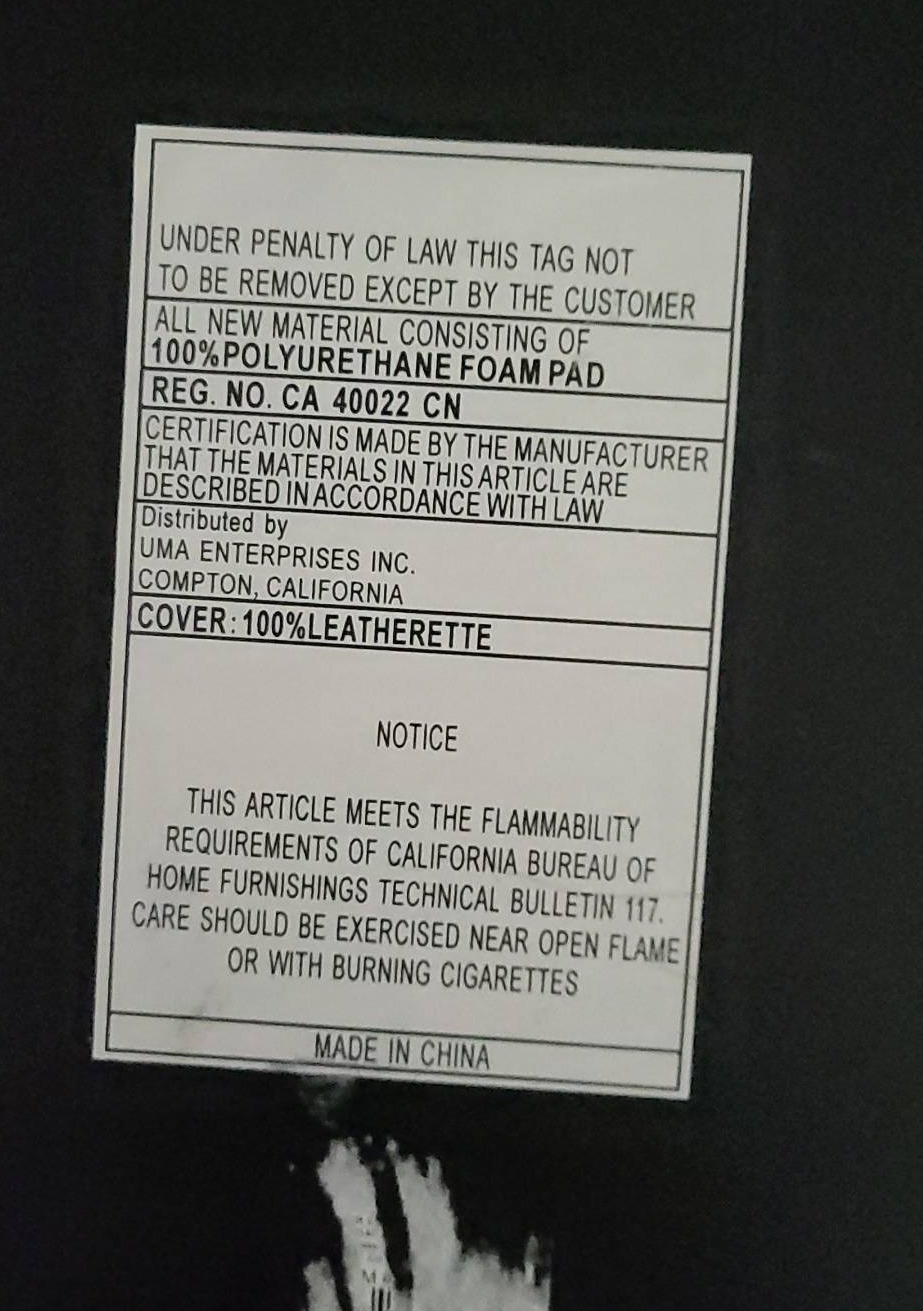 UNDER PENALTY OF LAW THIS TAG NOT
TO BE REMOVED EXCEPT BY THE CUSTOMER
ALL NEW MATERIAL CONSISTING OF
100%POLYURETHANE FOAM PAD
REG. NO. CA 40022 CN
CERTIFICATION IS MADE BY THE MANUFACTURER
THAT THE MATERIALS IN THIS ARTICLE ARE
DESCRIBED IN ACCORDANCE WITH LAW
Distributed by
UMA ENTERPRISES INC.
COMPTON, CALIFORNIA
COVER: 100%LEATHERETTE
NOTICE
THIS ARTICLE MEETS THE FLAMMABILITY
REQUIREMENTS OF CALIFORNIA BUREAU OF
HOME FURNISHINGS TECHNICAL BULLETIN 117.
CARE SHOULD BE EXERCISED NEAR OPEN FLAME
OR WITH BURNING CIGARETTES
MADE IN CHINA